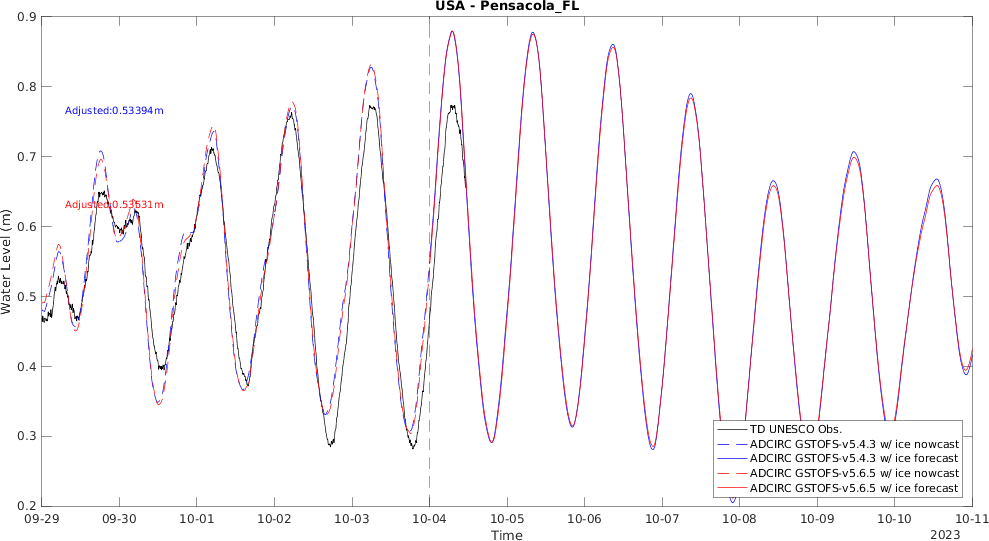 USA - Pensacola_FL
0.9
0.8
0.7
0.6
0.5
0.4
0.3
0.2
Water Level (m)
Adjusted:0.53394m
Adjusted:0.53531m
TD UNESCO Obs.
ADCIRC GSTOFS-v5.4.3 w/ ice nowcast
ADCIRC GSTOFS-v5.4.3 w/ ice forecast
ADCIRC GSTOFS-v5.6.5 w/ ice nowcast
ADCIRC GSTOFS-v5.6.5 w/ ice forecast
09-29 09-30 10-01 10-02 10-03 10-04 10-05 10-06 10-07 10-08 10-09 10-10 10-11
Time
2023